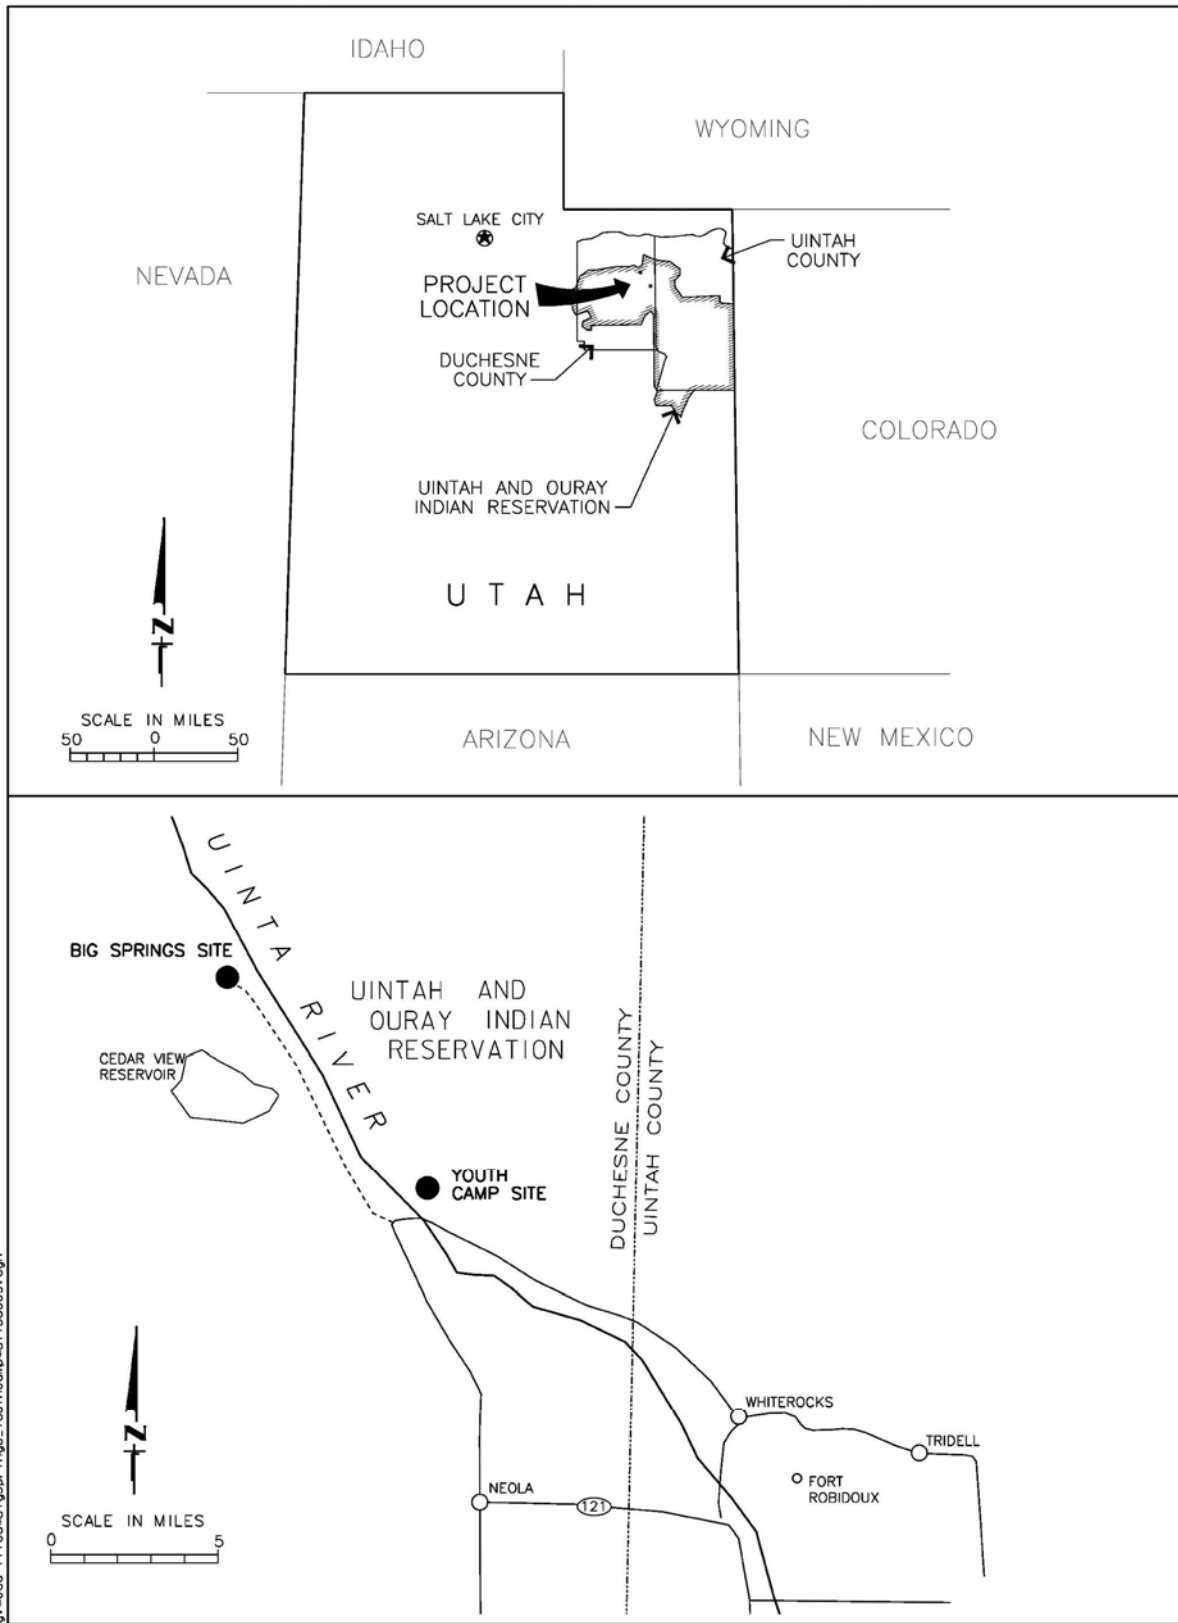 IDAHO
WYOMING
SALT LAKE CITY
UINTAH
COUNTY
NEVADA
PROJECT
LOCATION
DUCHESNE
COUNTY
COLORADO
UINTAH AND OURAY
INDIAN RESERVATION
UTAH
N
SCALE IN MILES
50 0 50
ARIZONA
NEW MEXICO
UINTA RIVER
BIG SPRINGS SITE
UINTAH AND
OURAY INDIAN
RESERVATION
CEDAR VIEW
RESERVOIR
DUCHESNE COUNTY
UINTAH COUNTY
YOUTH
CAMP SITE
WHITEROCKS
TRIDELL
FORT
ROBIDOUX
NEOLA
121
N
SCALE IN MILES
0 5